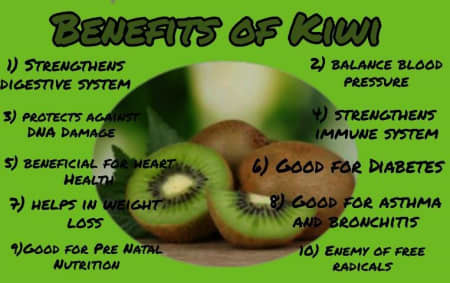 Benefits of Kiwi
1) Strengthens
digestive system
2) balance blood
pressure
3) protects against
DNA Damage
4) strengthens
immune system
5) beneficial for heart
Health
6) Good for Diabetes
7) helps in weight
loss
8) Good for asthma
and bronchitis
9)Good for Pre Natal
Nutrition
10) Enemy of free
radicals